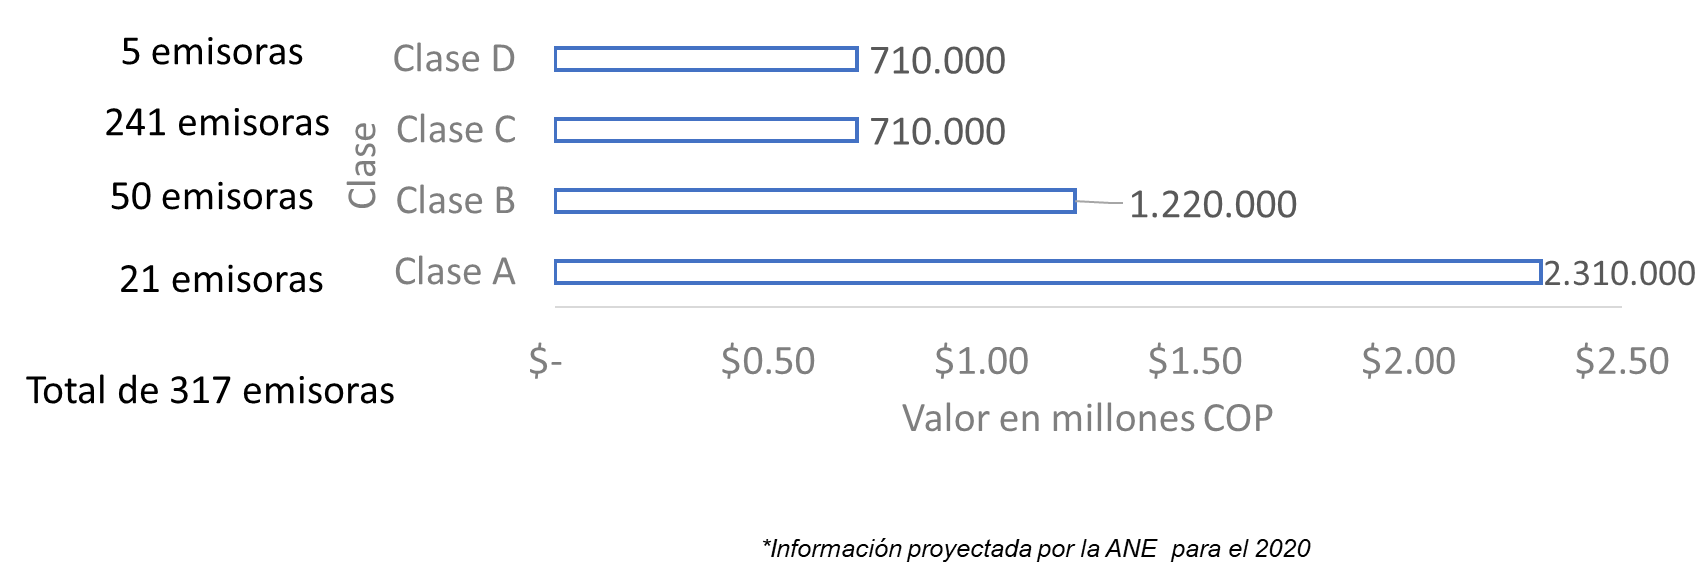 5 emisoras
Clase D
710.000
241 emisoras
Clase C
710.000
Clase
50 emisoras
Clase B
1.220.000
21 emisoras
Clase A
2.310.000
$- $0.50 $1.00 $1.50 $2.00 $2.50
Total de 317 emisoras
Valor en millones COP
*Información proyectada por la ANE para el 2020